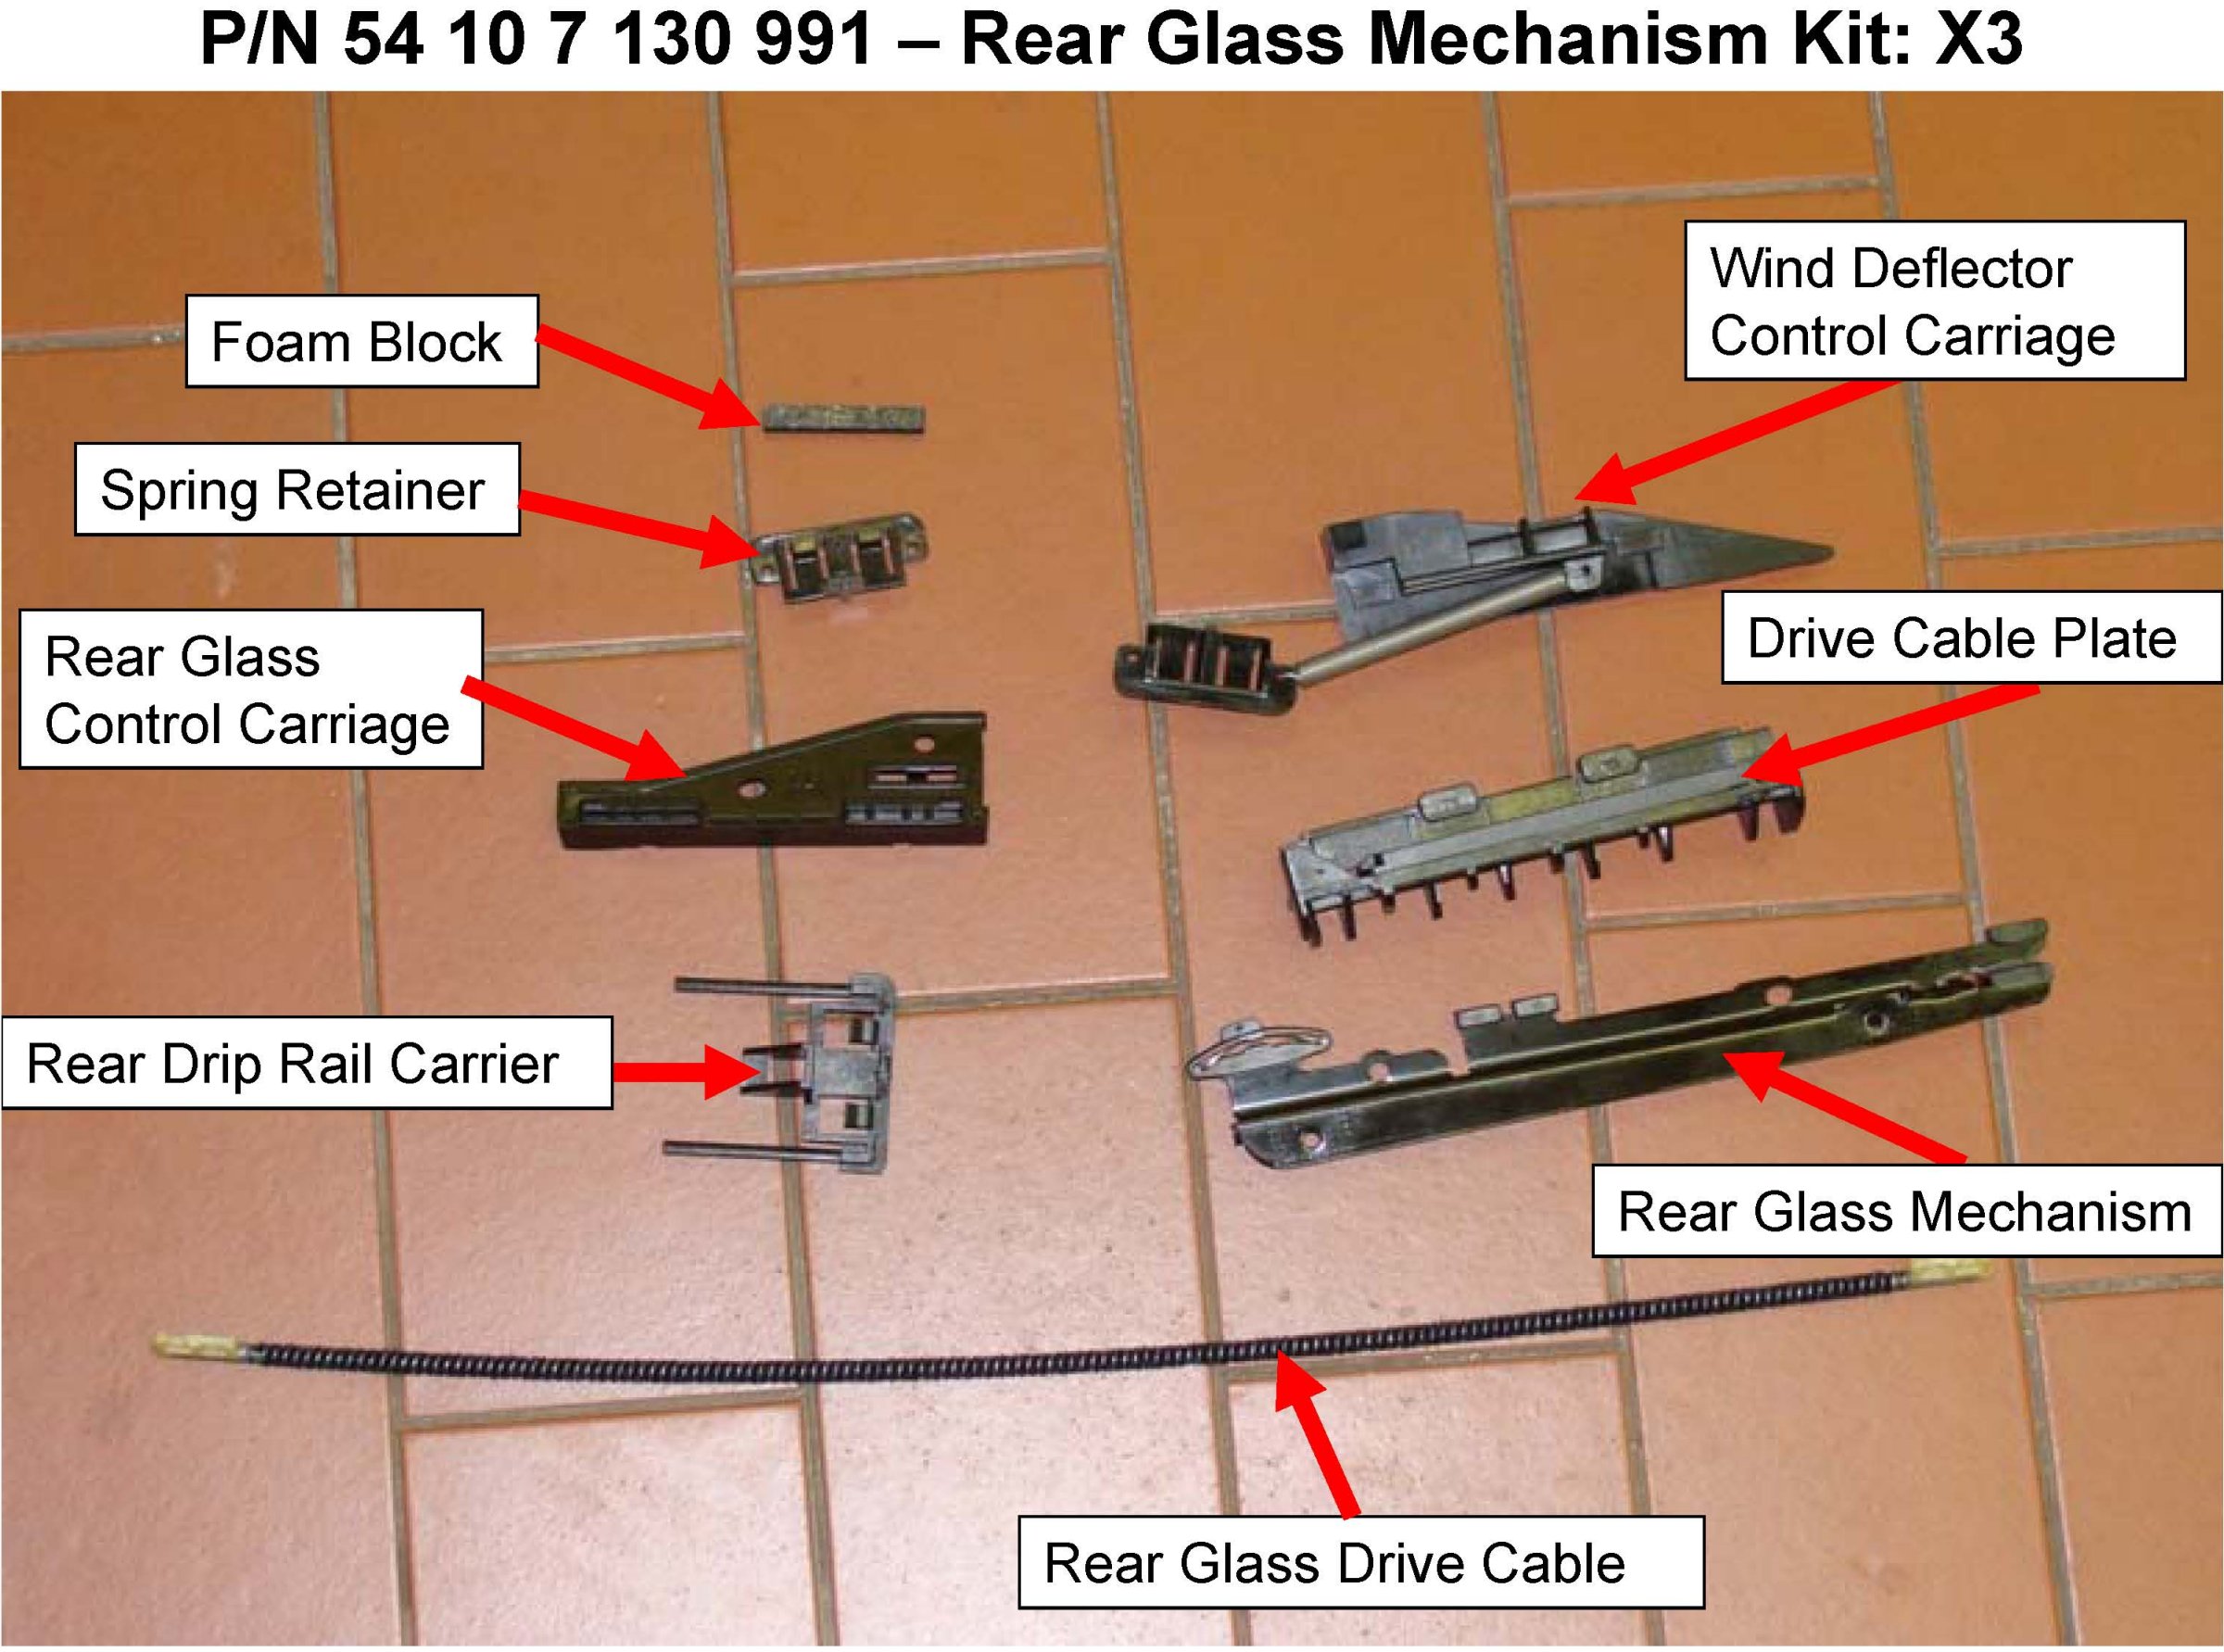 P/N 54 10 7 130 991 – Rear Glass Mechanism Kit: X3
Wind Deflector
Control Carriage
Foam Block
Spring Retainer
Rear Glass
Control Carriage
Drive Cable Plate
Rear Drip Rail Carrier
Rear Glass Mechanism
Rear Glass Drive Cable